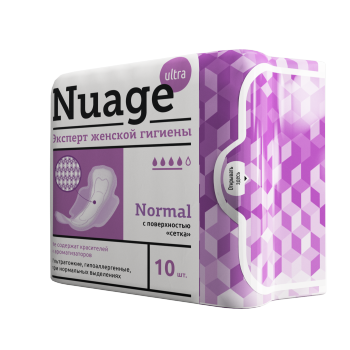 ultra
Nuage
Эксперт женской гигиены
Normal
с поверхностью
«сетка»
Не содержат красителей
и ароматизаторов
Ультратонкие, гипоаллергенные,
при нормальных выделениях
10 шт.
Открывать
здесь